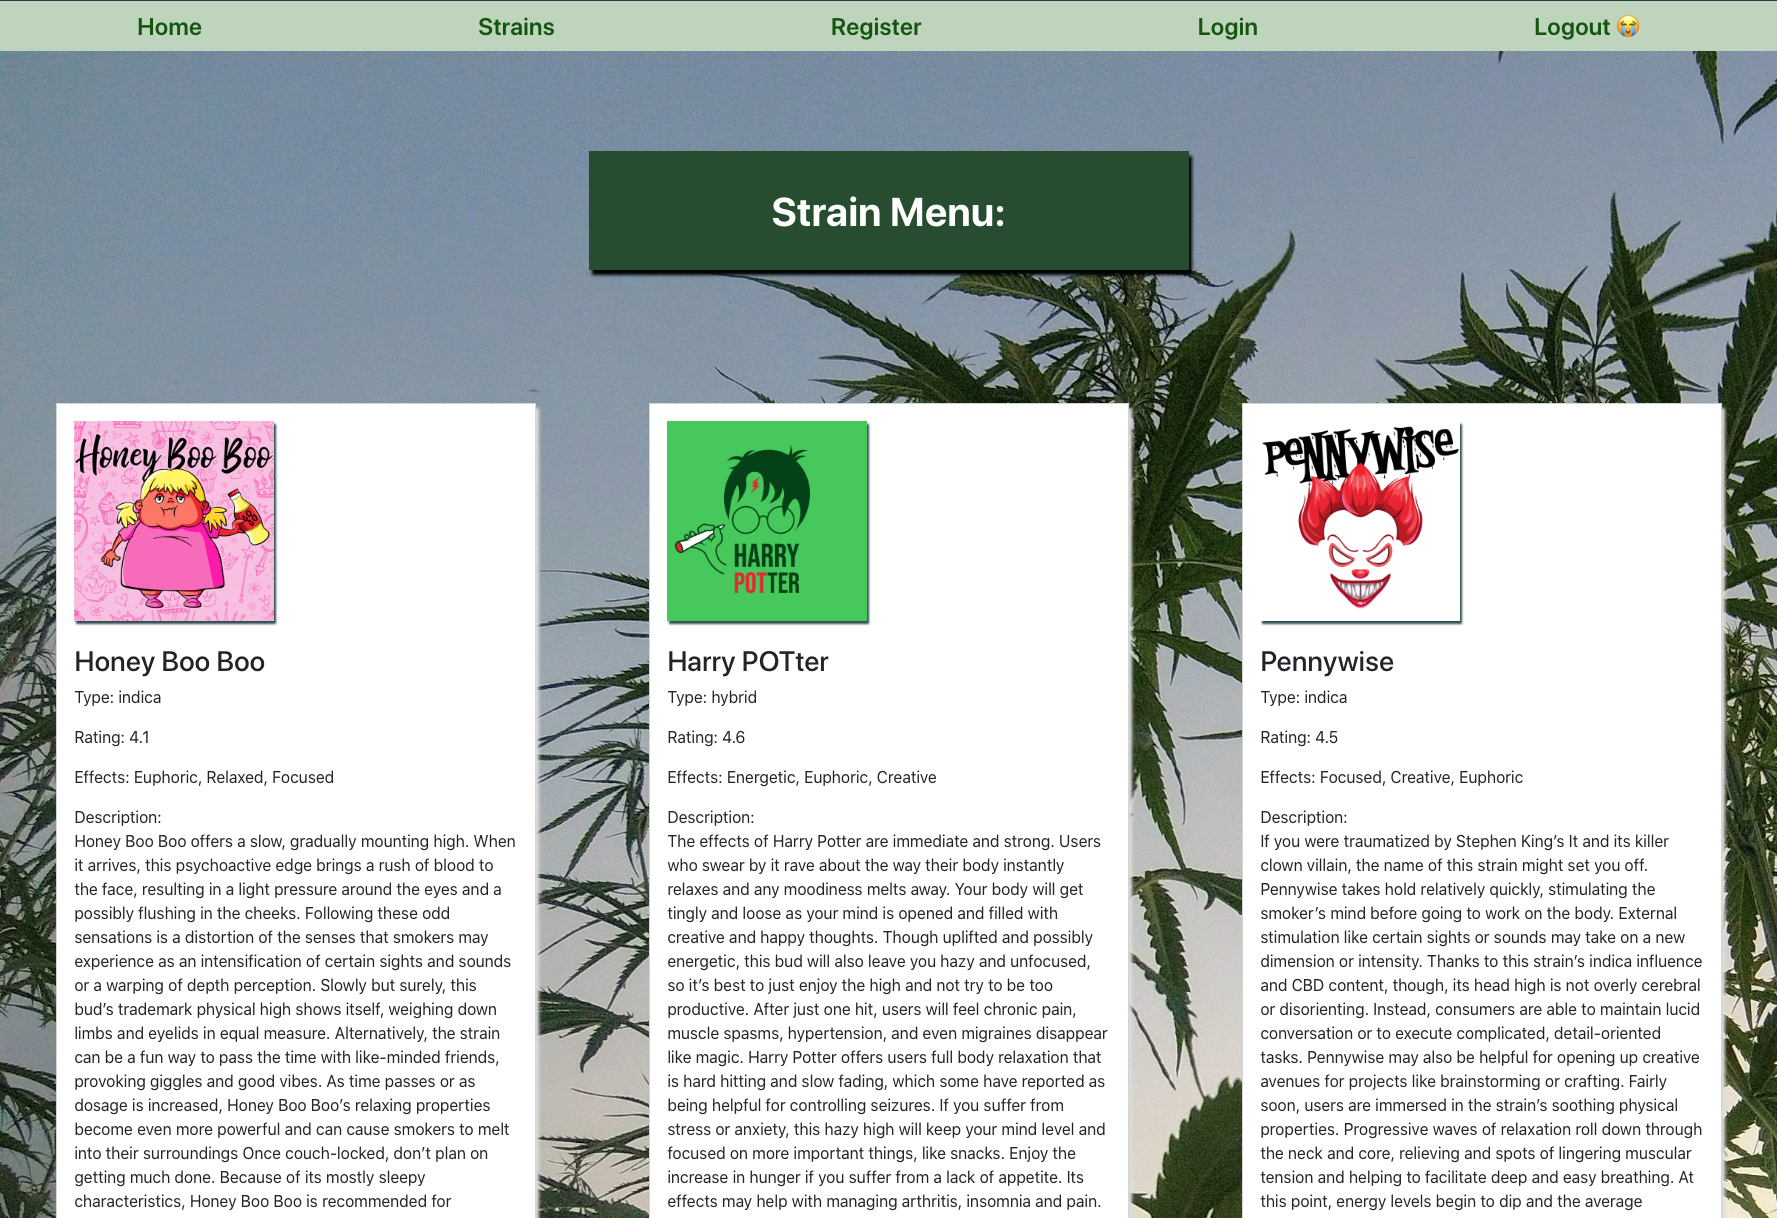 Home Strains Register Login Logout 😭
Strain Menu:
Honey Boo Boo
Honey Boo Boo
Type: indica
Rating: 4.1
Effects: Euphoric, Relaxed, Focused
Description:
Honey Boo Boo offers a slow, gradually mounting high. When
it arrives, this psychoactive edge brings a rush of blood to
the face, resulting in a light pressure around the eyes and a
possibly flushing in the cheeks. Following these odd
sensations is a distortion of the senses that smokers may
experience as an intensification of certain sights and sounds
or a warping of depth perception. Slowly but surely, this
bud’s trademark physical high shows itself, weighing down
limbs and eyelids in equal measure. Alternatively, the strain
can be a fun way to pass the time with like-minded friends,
provoking giggles and good vibes. As time passes or as
dosage is increased, Honey Boo Boo’s relaxing properties
become even more powerful and can cause smokers to melt
into their surroundings Once couch-locked, don’t plan on
getting much done. Because of its mostly sleepy
characteristics, Honey Boo Boo is recommended for
HARRY
POTTER
Harry POTter
Type: hybrid
Rating: 4.6
Effects: Energetic, Euphoric, Creative
Description:
The effects of Harry Potter are immediate and strong. Users
who swear by it rave about the way their body instantly
relaxes and any moodiness melts away. Your body will get
tingly and loose as your mind is opened and filled with
creative and happy thoughts. Though uplifted and possibly
energetic, this bud will also leave you hazy and unfocused,
so it’s best to just enjoy the high and not try to be too
productive. After just one hit, users will feel chronic pain,
muscle spasms, hypertension, and even migraines disappear
like magic. Harry Potter offers users full body relaxation that
is hard hitting and slow fading, which some have reported as
being helpful for controlling seizures. If you suffer from
stress or anxiety, this hazy high will keep your mind level and
focused on more important things, like snacks. Enjoy the
increase in hunger if you suffer from a lack of appetite. Its
effects may help with managing arthritis, insomnia and pain.
PENNYWISE
Pennywise
Type: indica
Rating: 4.5
Effects: Focused, Creative, Euphoric
Description:
If you were traumatized by Stephen King’s It and its killer
clown villain, the name of this strain might set you off.
Pennywise takes hold relatively quickly, stimulating the
smoker’s mind before going to work on the body. External
stimulation like certain sights or sounds may take on a new
dimension or intensity. Thanks to this strain’s indica influence
and CBD content, though, its head high is not overly cerebral
or disorienting. Instead, consumers are able to maintain lucid
conversation or to execute complicated, detail-oriented
tasks. Pennywise may also be helpful for opening up creative
avenues for projects like brainstorming or crafting. Fairly
soon, users are immersed in the strain’s soothing physical
properties. Progressive waves of relaxation roll down through
the neck and core, relieving and spots of lingering muscular
tension and helping to facilitate deep and easy breathing. At
this point, energy levels begin to dip and the average